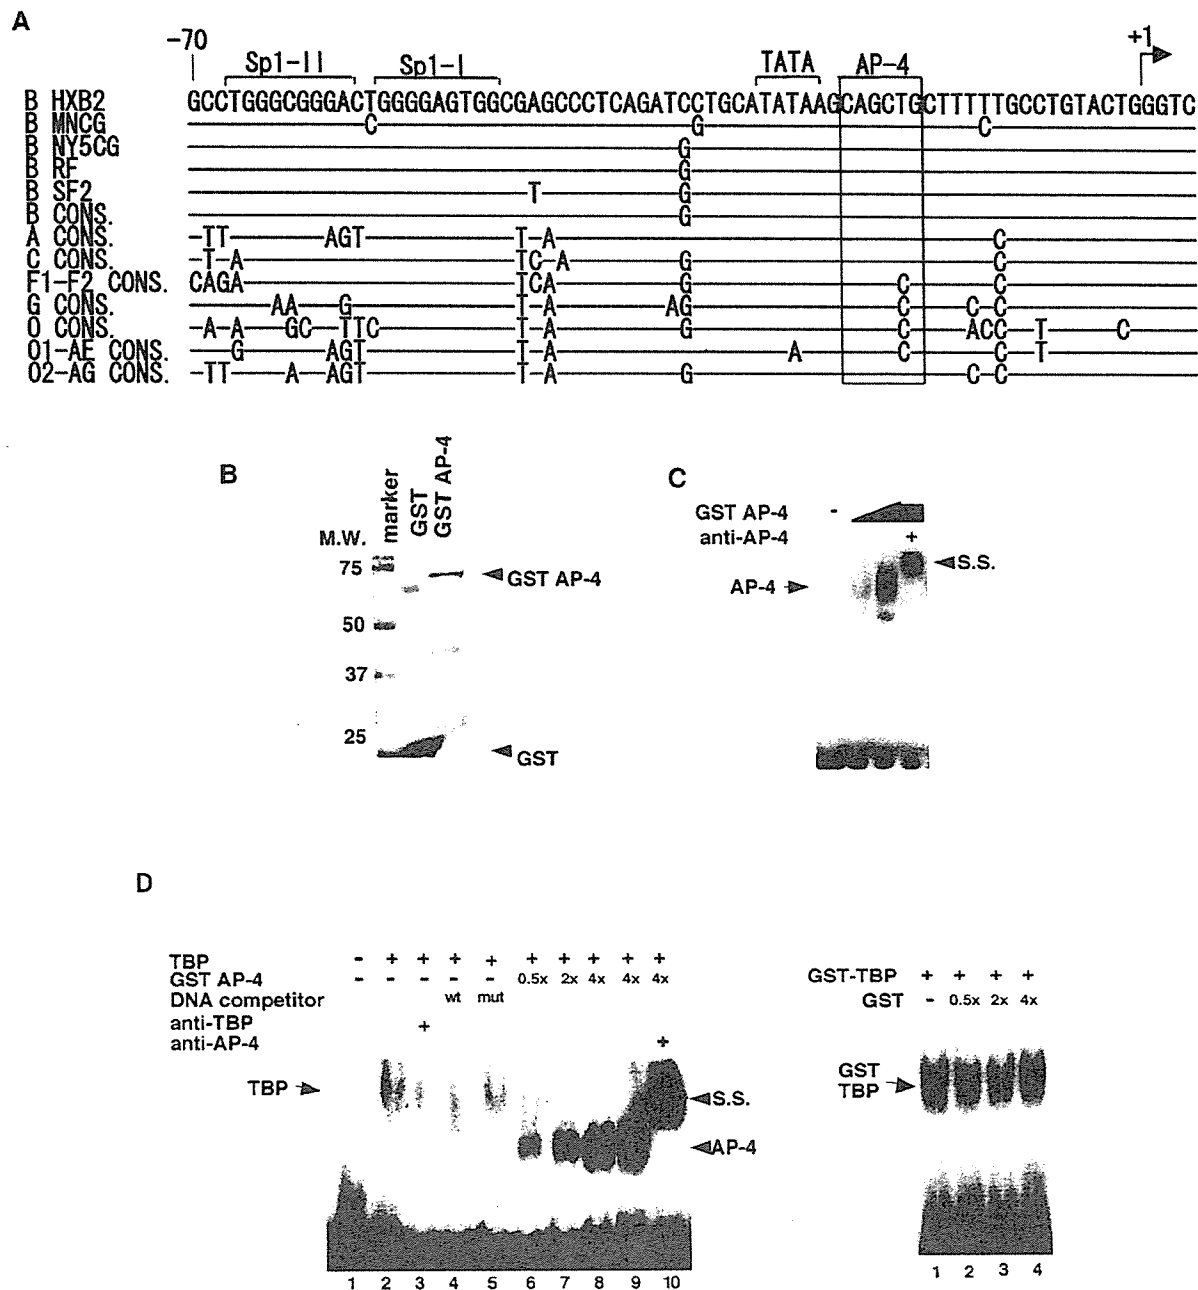 A
-70
+1
Sp1-II Sp1-I TATA AP-4
B HXB2 GCCTGGGCGGGACTGGGGAGTGGCGAGCCCTCAGATCCTGCATATAAGCAGCTGCTTTTTGCCTGTACTGGGTC
B MNCG C G C
B NY5CG G
B RF G
B SF2 T G
B CONS. G
A CONS. -TT AGT T-A C
C CONS. T-A TC-A G C
F1-F2 CONS. CAGA TCA G C C
G CONS. AA G T-A AG C C-C
O CONS. -A-A GC-TTC T-A G C ACC-T C
01-AE CONS. G AGT T-A A C C-T
02-AG CONS. -TT A-AGT T-A G C-C
B
marker
GST
GST AP-4
M.W.
75
50
37
25
GST AP-4
GST
C
GST AP-4 -
anti-AP-4 +
AP-4
S.S.
D
TBP - + + + + + + + + +
GST AP-4 - - - - - 0.5x 2x 4x 4x 4x
DNA competitor wt mut
anti-TBP +
anti-AP-4 +
TBP
S.S.
AP-4
1 2 3 4 5 6 7 8 9 10
GST-TBP + + + +
GST - 0.5x 2x 4x
GST
TBP
1 2 3 4